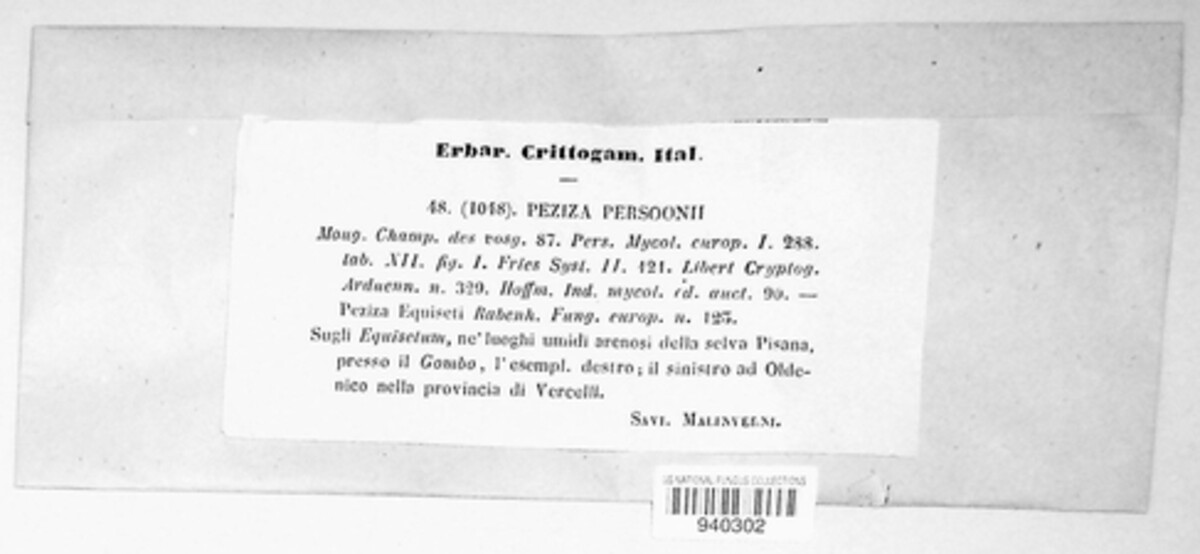 Erbar. Crittogam. Ital.
48. (1048). PEZIZA PERSOONII
Moug. Champ. des vosg. 87. Pers. Mycol. europ. I. 288.
tab. XII. fig. I. Fries Syst. II. 121. Libert Cryptog.
Arduenn. n. 329. Hoffm. Ind. mycol. éd. auct. 90. —
Peziza Equiseti Rabenh. Fung. europ. n. 123.
Sugli Equisetum, ne' luoghi umidi arenosi della selva Pisana,
presso il Gombo, l'esempl. destro; il sinistro ad Olde-
nico nella provincia di Vercelli.
SAVI. MALINVERNI.
US NATIONAL FUNGUS COLLECTIONS
940302